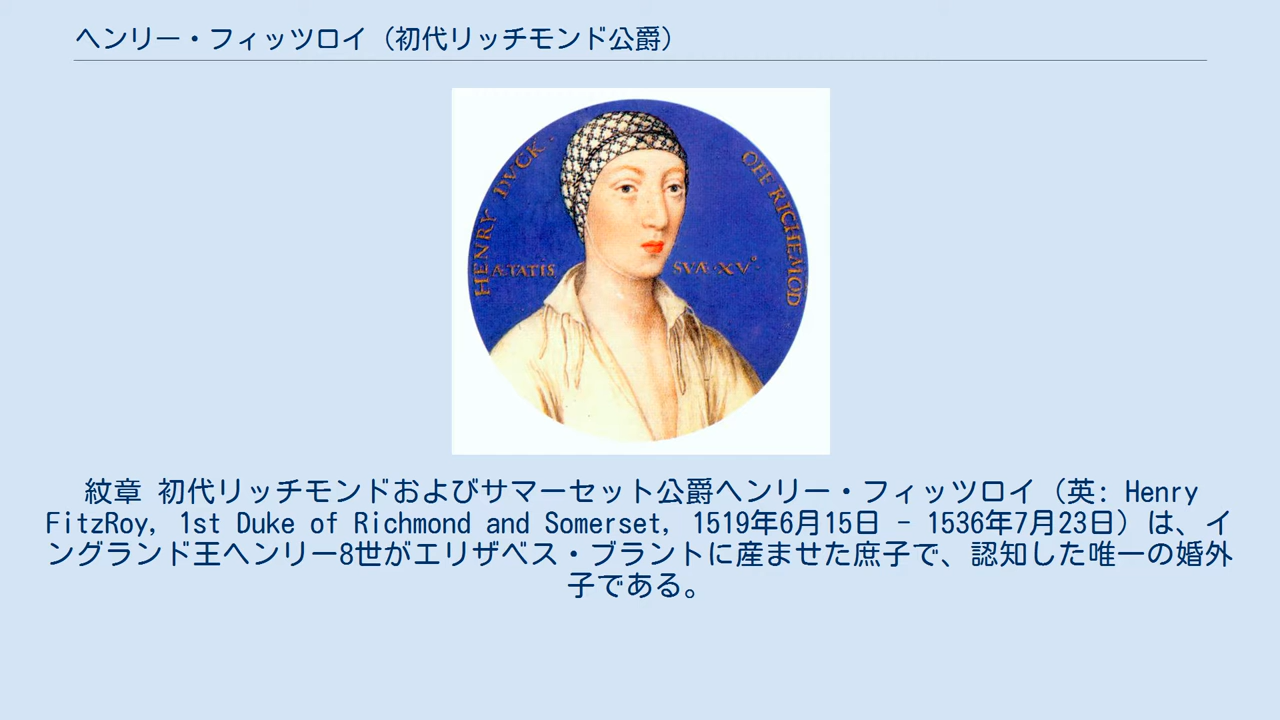 ヘンリー・フィッツロイ（初代リッチモンド公爵）
HENRY DVCK·
OFF RICHEMOD
ÆTATIS
SVÆ·XV°
紋章 初代リッチモンドおよびサマーセット公爵ヘンリー・フィッツロイ（英: Henry
FitzRoy, 1st Duke of Richmond and Somerset, 1519年6月15日 - 1536年7月23日）は、イ
ングランド王ヘンリー8世がエリザベス・ブラントに産ませた庶子で、認知した唯一の婚外
子である。